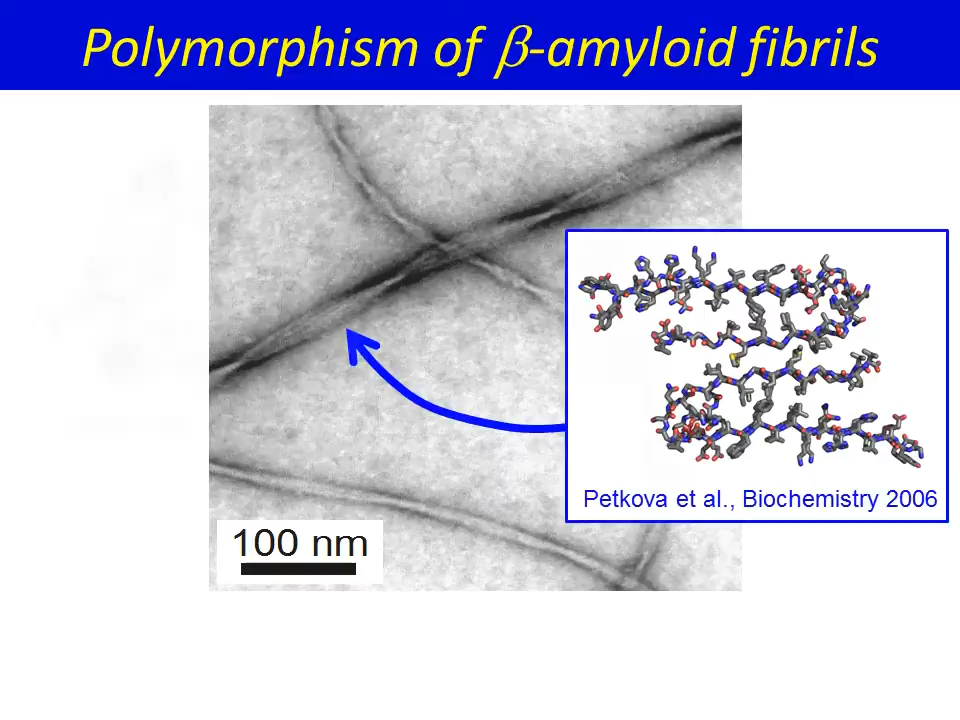 Polymorphism of β-amyloid fibrils
Petkova et al., Biochemistry 2006
100 nm